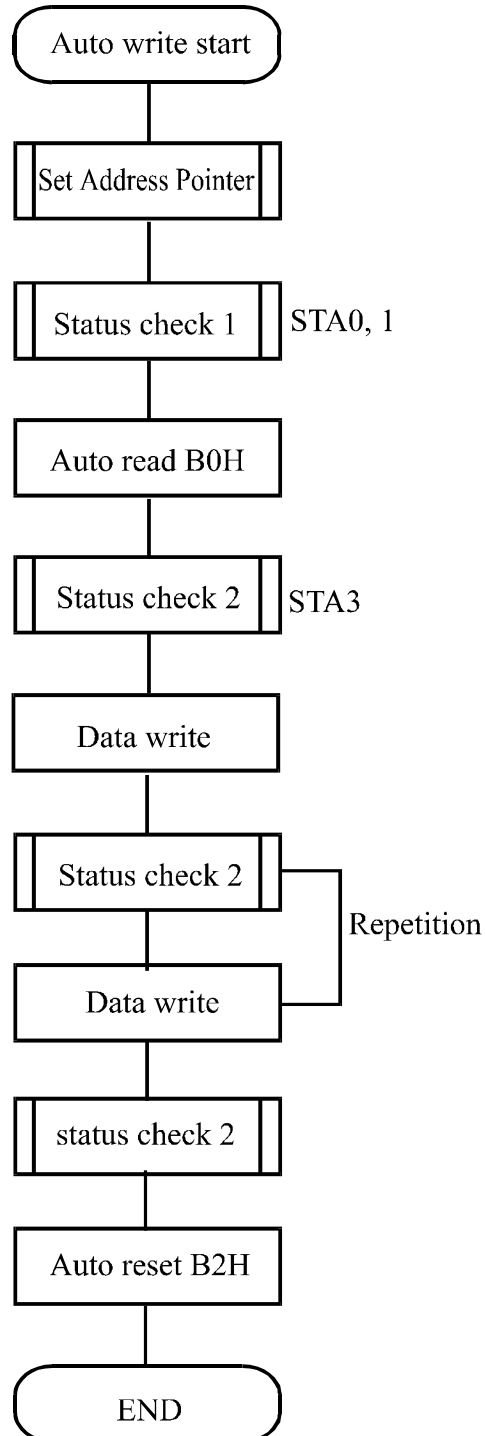 Auto write start
Set Address Pointer
Status check 1
STA0, 1
Auto read B0H
Status check 2
STA3
Data write
Status check 2
Repetition
Data write
status check 2
Auto reset B2H
END